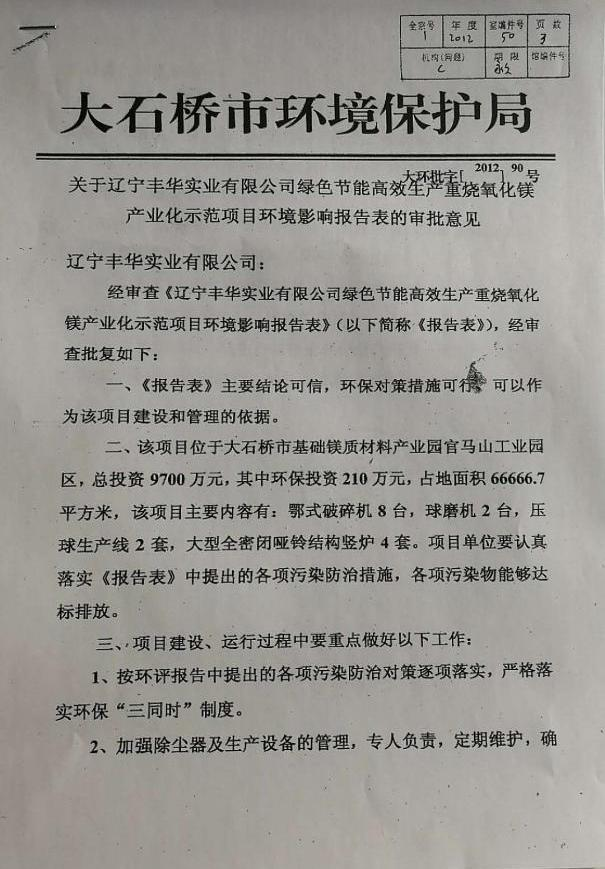 全宗号 年度 室编件号 页数
1 2012 50 3
机构(问题) 期限 馆编件号
C 永久
大石桥市环境保护局
大环批字[2012]90号
关于辽宁丰华实业有限公司绿色节能高效生产重烧氧化镁
产业化示范项目环境影响报告表的审批意见
辽宁丰华实业有限公司：
经审查《辽宁丰华实业有限公司绿色节能高效生产重烧氧化
镁产业化示范项目环境影响报告表》（以下简称《报告表》），经审
查批复如下：
一、《报告表》主要结论可信，环保对策措施可行 可以作
为该项目建设和管理的依据。
二、该项目位于大石桥市基础镁质材料产业园官马山工业园
区，总投资 9700 万元，其中环保投资 210 万元，占地面积 66666.7
平方米，该项目主要内容有：鄂式破碎机 8 台，球磨机 2 台，压
球生产线 2 套，大型全密闭哑铃结构竖炉 4 套。项目单位要认真
落实《报告表》中提出的各项污染防治措施，各项污染物能够达
标排放。
三、项目建设、运行过程中要重点做好以下工作：
1、按环评报告中提出的各项污染防治对策逐项落实，严格落
实环保“三同时”制度。
2、加强除尘器及生产设备的管理，专人负责，定期维护，确